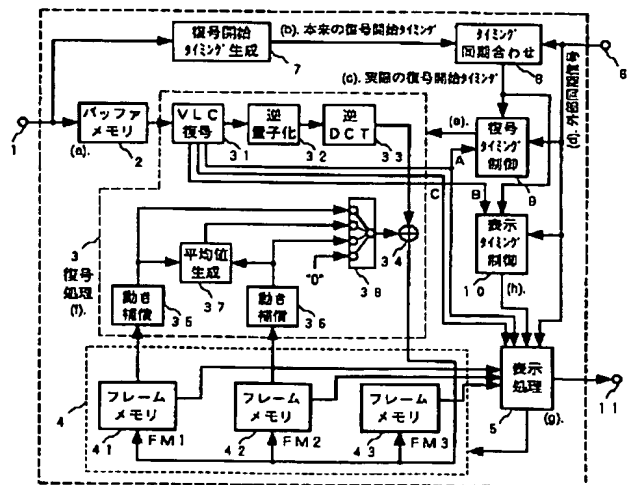 復号開始
タイミング生成
7
(b). 本来の復号開始タイミング
タイミング
同期合わせ
8
6
(c). 実際の復号開始タイミング
(d). 外部同期信号
1
バッファ
メモリ
(a).
2
VLC
復号
31
逆
量子化
32
逆
DCT
33
(e).
A
復号
タイミング
制御
9
C
B
表示
タイミング
制御
10
(h).
3
復号
処理
(f).
平均値
生成
37
"0"
38
34
動き
補償
35
動き
補償
36
表示
処理
5
(g).
11
4
フレーム
メモリ
41
FM1
フレーム
メモリ
42
FM2
フレーム
メモリ
43
FM3